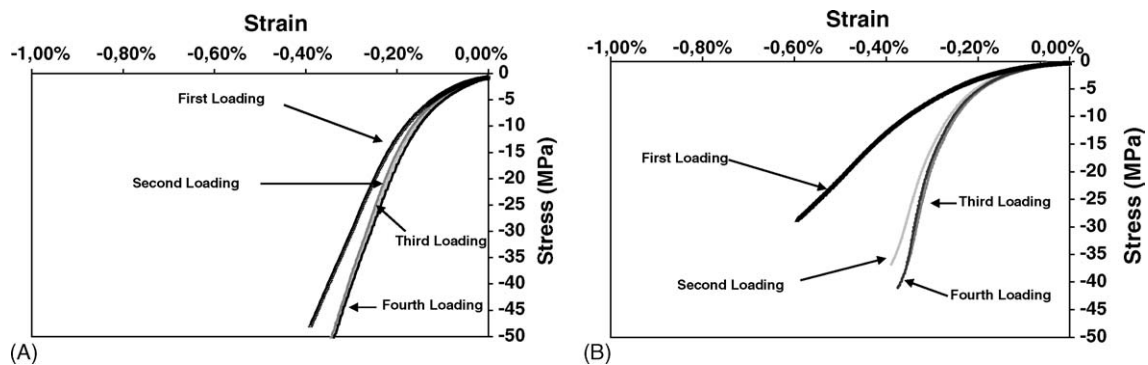 Strain
-1,00% -0,80% -0,60% -0,40% -0,20% 0,00%
0
-5
-10
-15
-20
-25
-30
-35
-40
-45
-50
Stress (MPa)
First Loading
Second Loading
Third Loading
Fourth Loading
(A)
Strain
-1,00% -0,80% -0,60% -0,40% -0,20% 0,00%
0
-5
-10
-15
-20
-25
-30
-35
-40
-45
-50
Stress (MPa)
First Loading
Third Loading
Second Loading
Fourth Loading
(B)